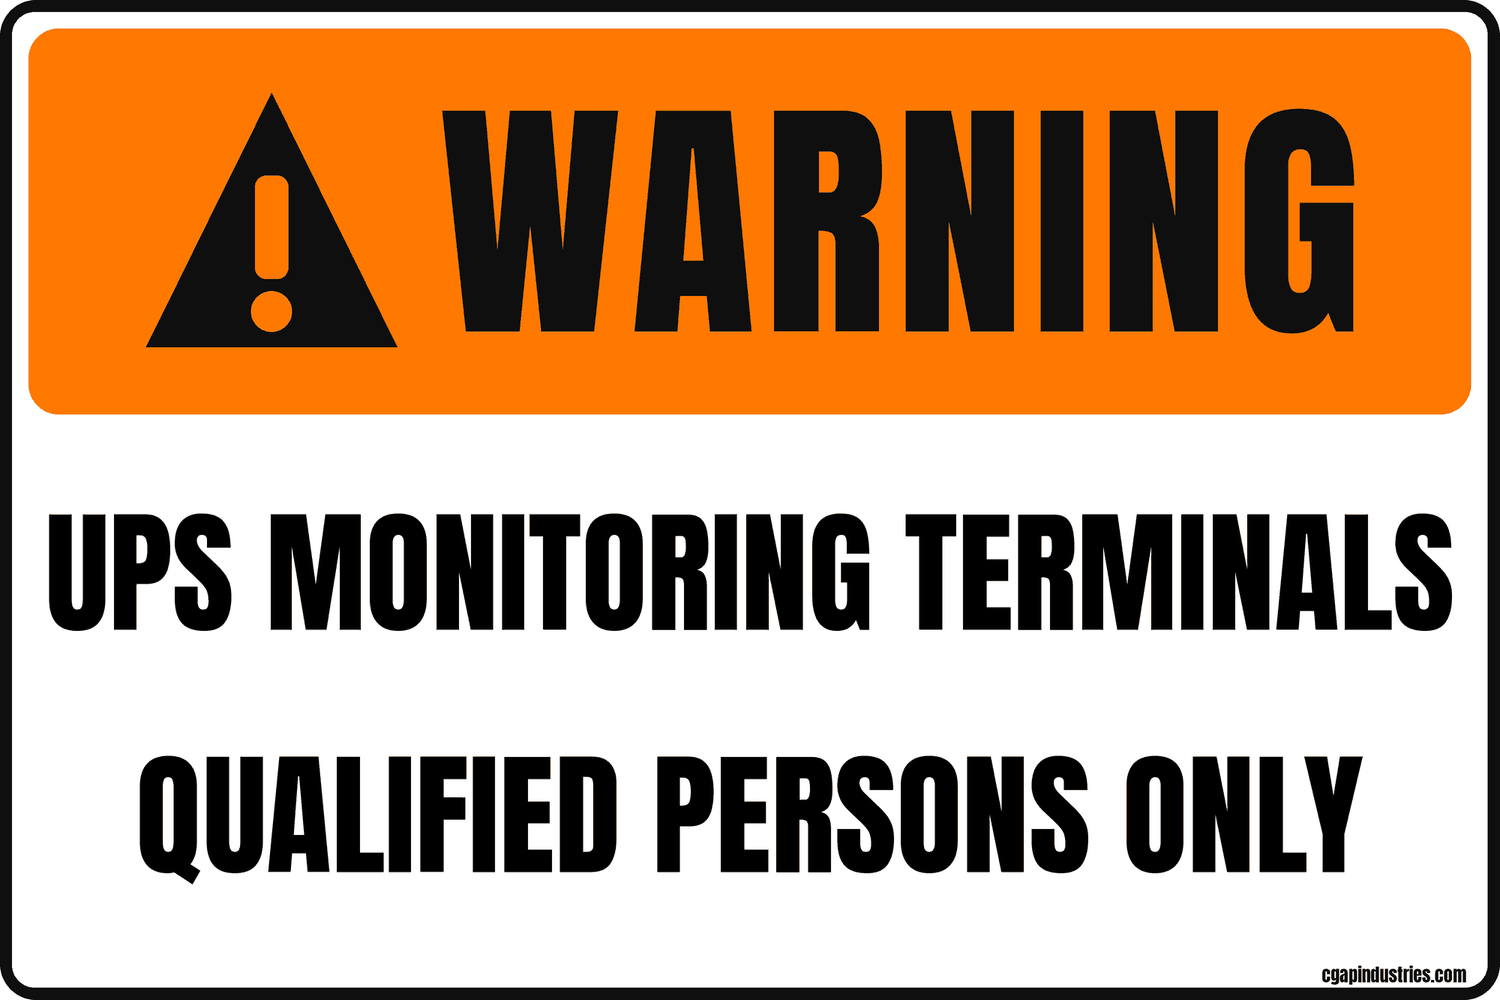 WARNING
UPS MONITORING TERMINALS
QUALIFIED PERSONS ONLY
cgapindustries.com